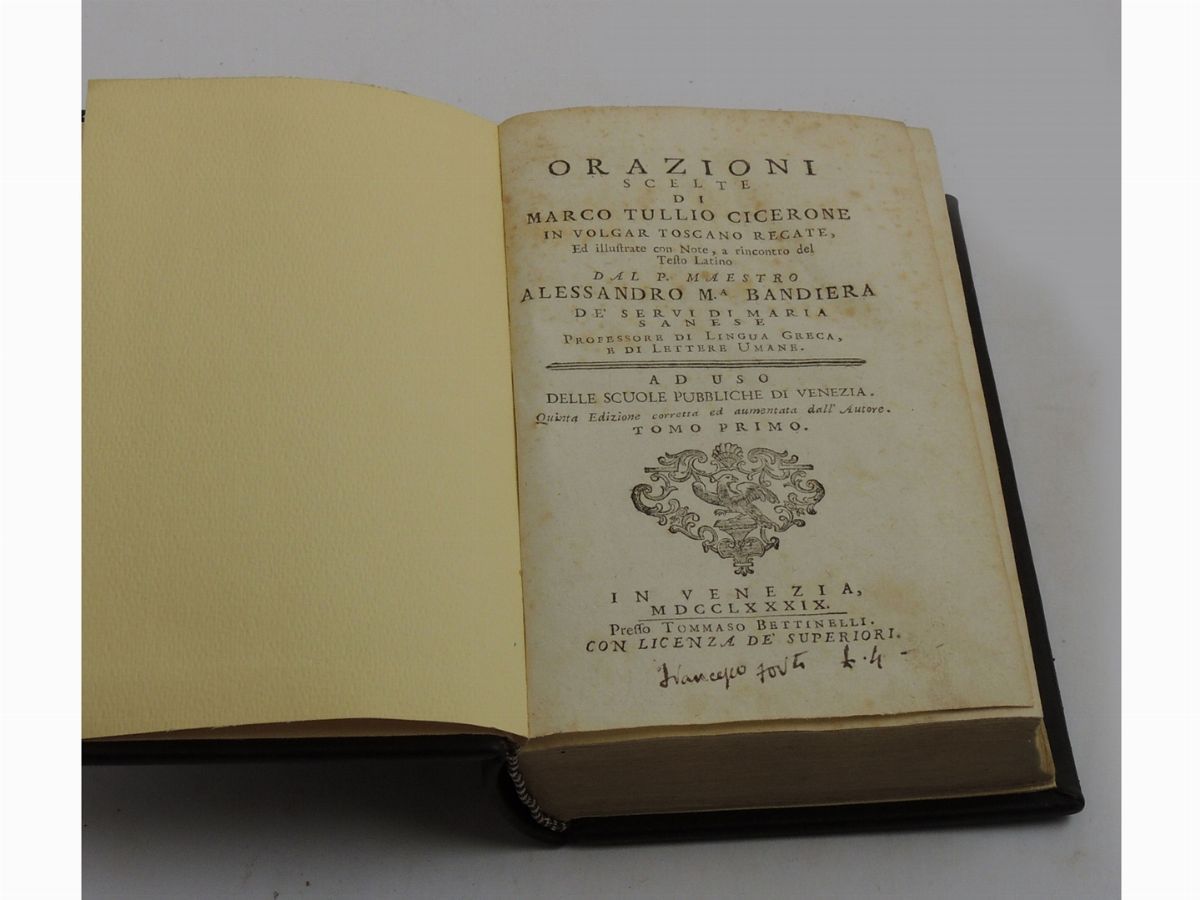 ORAZIONI
SCELTE
DI
MARCO TULLIO CICERONE
IN VOLGAR TOSCANO RECATE,
Ed illuſtrate con Note, a rincontro del
Teſto Latino
DAL P. MAESTRO
ALESSANDRO M.ᴬ BANDIERA
DE' SERVI DI MARIA
SANESE
PROFESSORE DI LINGUA GRECA,
E DI LETTERE UMANE.
AD USO
DELLE SCUOLE PUBBLICHE DI VENEZIA.
Quinta Edizione corretta ed aumentata dall' Autore.
TOMO PRIMO.
IN VENEZIA,
MDCCLXXXIX.
Preſſo TOMMASO BETTINELLI.
CON LICENZA DE' SUPERIORI.
Francesco